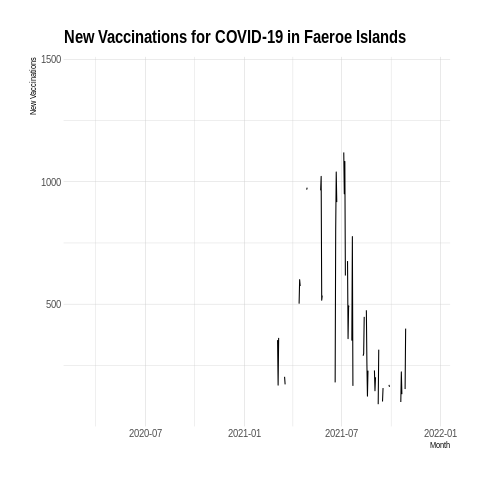 New Vaccinations for COVID-19 in Faeroe Islands
New Vaccinations
1500
1000
500
2020-07 2021-01 2021-07 2022-01
Month